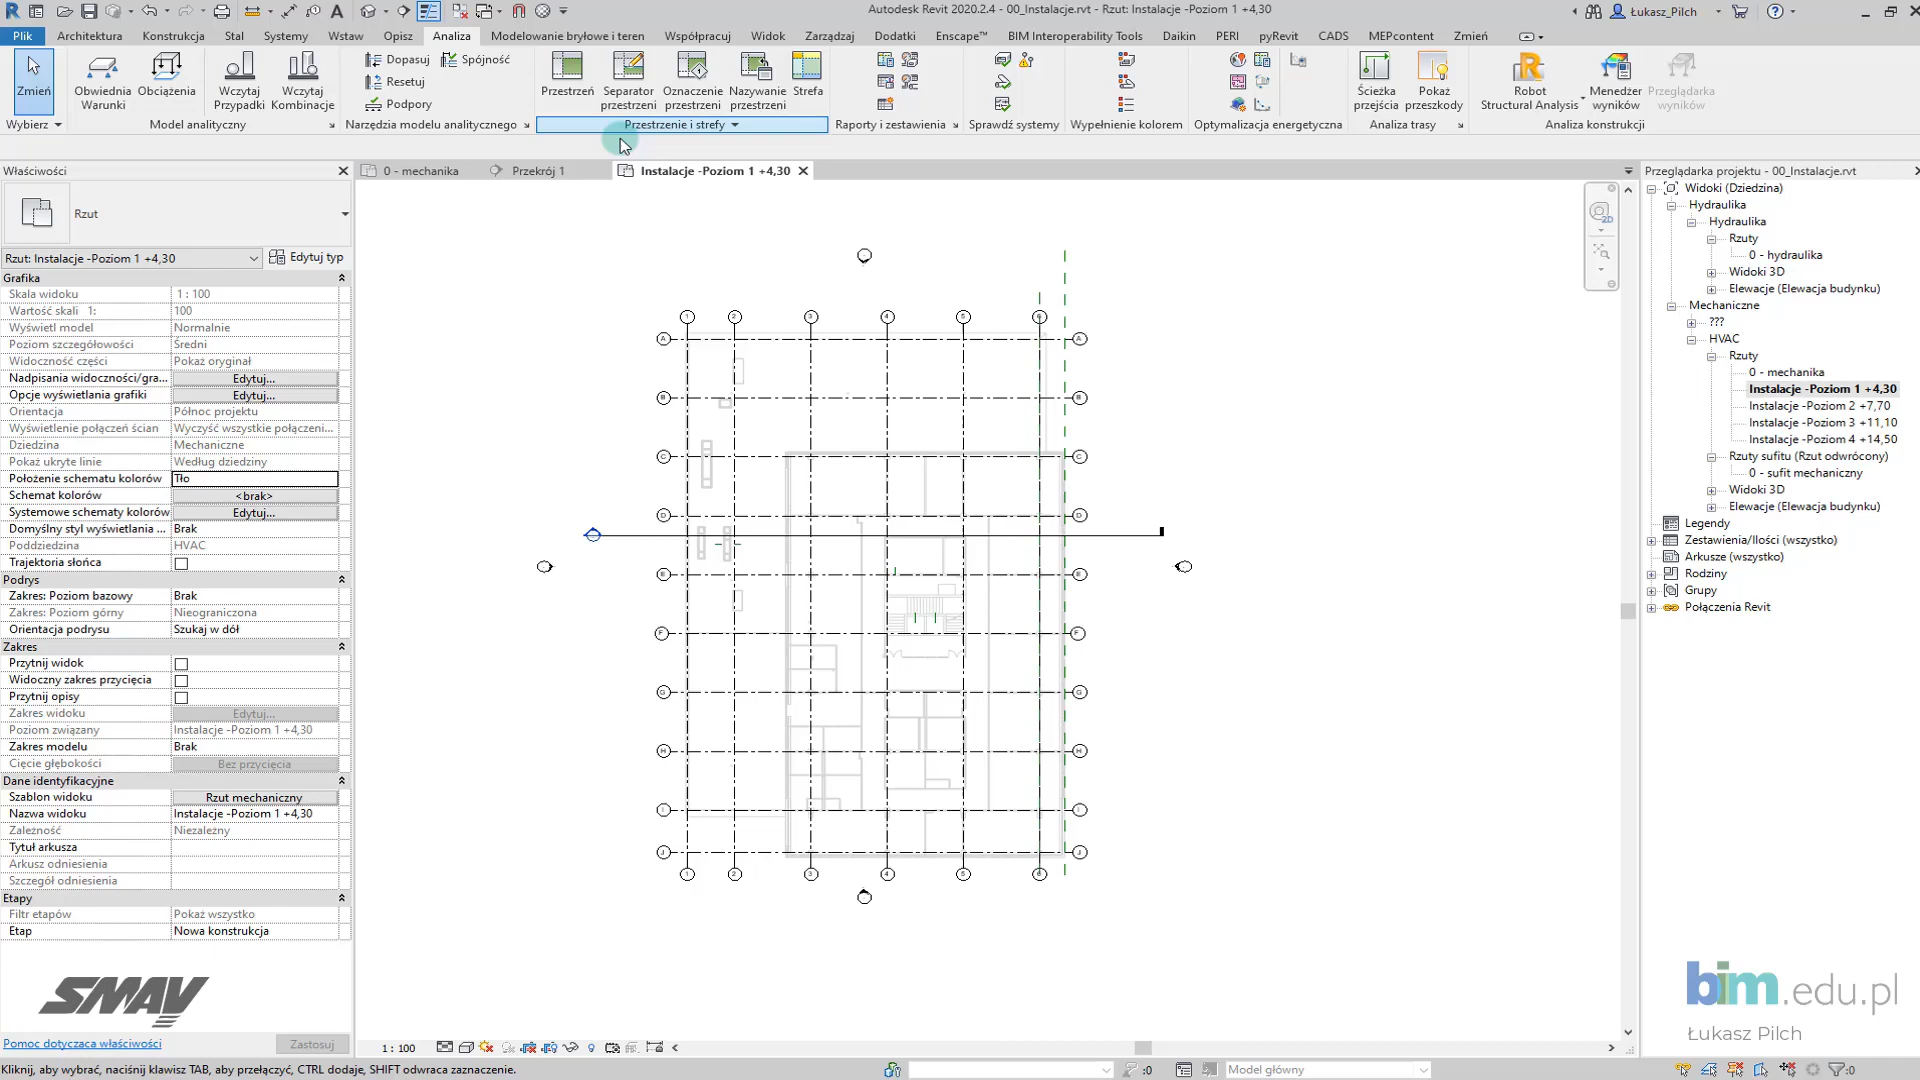 Autodesk Revit 2020.2.4 - 00_Instalacje.rvt - Rzut: Instalacje -Poziom 1 +4,30
Łukasz_Pilch
Plik Architektura Konstrukcja Stal Systemy Wstaw Opisz Analiza Modelowanie bryłowe i teren Współpracuj Widok Zarządzaj Dodatki Enscape™ BIM Interoperability Tools Daikin PERI pyRevit CADS MEPcontent Zmień
Zmień
Obwiednia Warunki
Obciążenia
Wczytaj Przypadki
Wczytaj Kombinacje
Dopasuj
Spójność
Resetuj
Podpory
Przestrzeń
Separator przestrzeni
Oznaczenie przestrzeni
Nazywanie przestrzeni
Strefa
Ścieżka przejścia
Pokaż przeszkody
Robot Structural Analysis
Menedżer wyników
Przeglądarka wyników
Wybierz
Model analityczny
Narzędzia modelu analitycznego
Przestrzenie i strefy
Raporty i zestawienia
Sprawdź systemy
Wypełnienie kolorem
Optymalizacja energetyczna
Analiza trasy
Analiza konstrukcji
Właściwości
0 - mechanika
Przekrój 1
Instalacje -Poziom 1 +4,30
Przeglądarka projektu - 00_Instalacje.rvt
Rzut
Rzut: Instalacje -Poziom 1 +4,30
Edytuj typ
Grafika
Skala widoku 1 : 100
Wartość skali 1: 100
Wyświetl model Normalnie
Poziom szczegółowości Średni
Widoczność części Pokaż oryginał
Nadpisania widoczności/gra... Edytuj...
Opcje wyświetlania grafiki Edytuj...
Orientacja Północ projektu
Wyświetlenie połączeń ścian Wyczyść wszystkie połączeni...
Dziedzina Mechaniczne
Pokaż ukryte linie Według dziedziny
Położenie schematu kolorów Tło
Schemat kolorów <brak>
Systemowe schematy kolorów Edytuj...
Domyślny styl wyświetlania ... Brak
Poddziedzina HVAC
Trajektoria słońca
Podrys
Zakres: Poziom bazowy Brak
Zakres: Poziom górny Nieograniczona
Orientacja podrysu Szukaj w dół
Zakres
Przytnij widok
Widoczny zakres przycięcia
Przytnij opisy
Zakres widoku Edytuj...
Poziom związany Instalacje -Poziom 1 +4,30
Zakres modelu Brak
Cięcie głębokości Bez przycięcia
Dane identyfikacyjne
Szablon widoku Rzut mechaniczny
Nazwa widoku Instalacje -Poziom 1 +4,30
Zależność Niezależny
Tytuł arkusza
Arkusz odniesienia
Szczegół odniesienia
Etapy
Filtr etapów Pokaż wszystko
Etap Nowa konstrukcja
SMAY
Pomoc dotycząca właściwości
Zastosuj
2D
1 2 3 4 5 6
A A
B B
C C
D D
E E
F F
G G
H H
I I
J J
1 2 3 4 5 6
Widoki (Dziedzina)
Hydraulika
Hydraulika
Rzuty
0 - hydraulika
Widoki 3D
Elewacje (Elewacja budynku)
Mechaniczne
???
HVAC
Rzuty
0 - mechanika
Instalacje -Poziom 1 +4,30
Instalacje -Poziom 2 +7,70
Instalacje -Poziom 3 +11,10
Instalacje -Poziom 4 +14,50
Rzuty sufitu (Rzut odwrócony)
0 - sufit mechaniczny
Widoki 3D
Elewacje (Elewacja budynku)
Legendy
Zestawienia/Ilości (wszystko)
Arkusze (wszystko)
Rodziny
Grupy
Połączenia Revit
bim.edu.pl
Łukasz Pilch
1 : 100
Kliknij, aby wybrać, naciśnij klawisz TAB, aby przełączyć, CTRL dodaje, SHIFT odwraca zaznaczenie.
:0
Model główny
:0